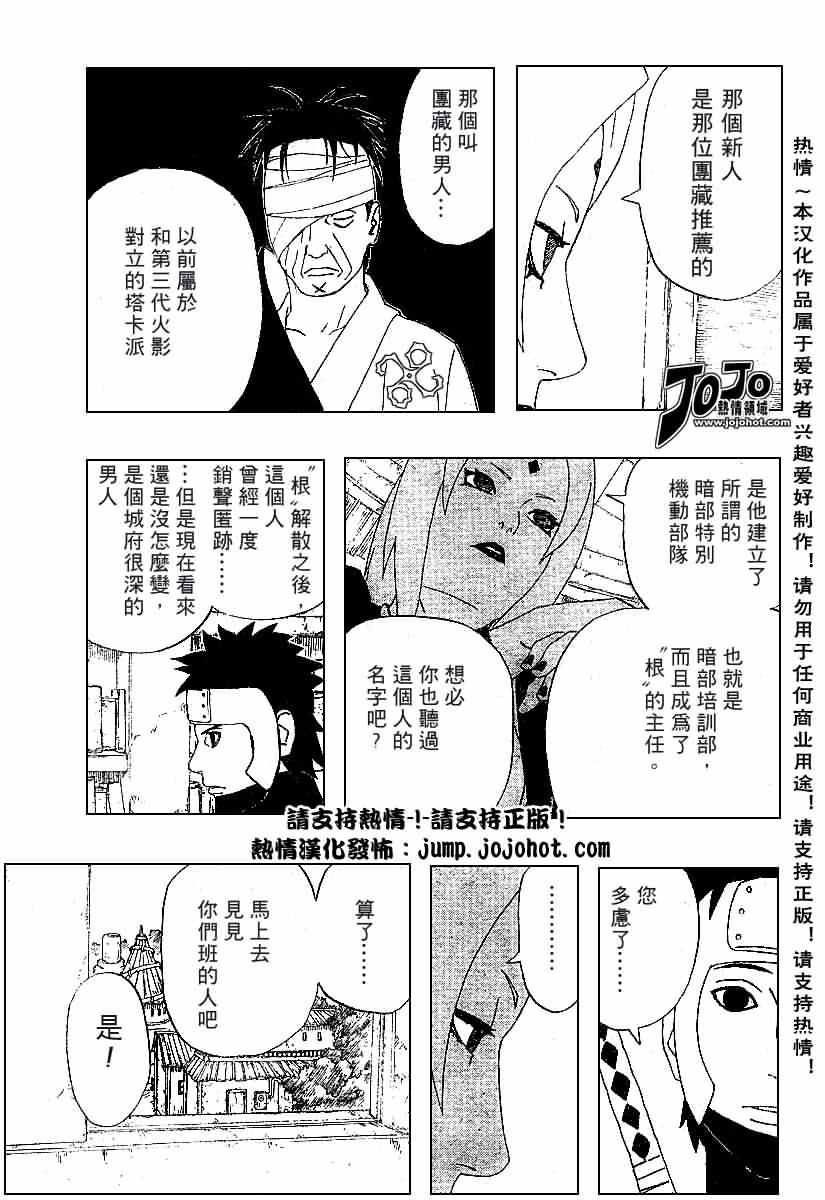 那個新人
是那位團藏推薦的
那個叫
團藏的男人…
以前屬於
和第三代火影
對立的塔卡派
JOJO
熱情領域
www.jojohot.com
是他建立了
所謂的
暗部特別
機動部隊
也就是
暗部培訓部，
而且成爲了
〝根〞的主任。
想必
你也聽過
這個人的
名字吧?
〝根〞解散之後，
這個人
曾經一度
銷聲匿跡……
…但是現在看來
還是沒怎麼變，
是個城府很深的
男人
請支持熱情！請支持正版！
熱情漢化發佈：jump.jojohot.com
您
多慮了……
………
算了……
馬上去
見見
你們班的人吧
是！
热情～本汉化作品属于爱好者兴趣爱好制作！请勿用于任何商业用途！请支持正版！请支持热情！